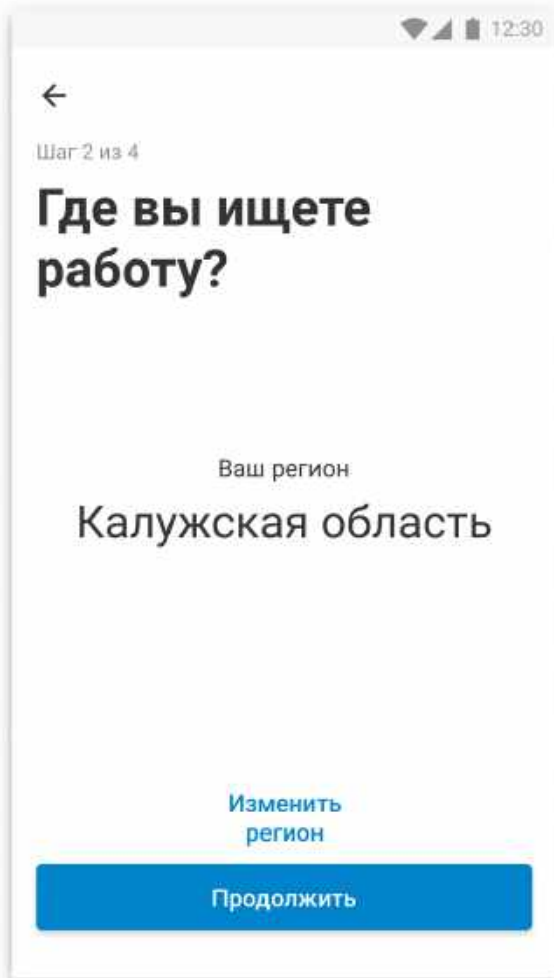 12:30
Шаг 2 из 4
Где вы ищете
работу?
Ваш регион
Калужская область
Изменить
регион
Продолжить